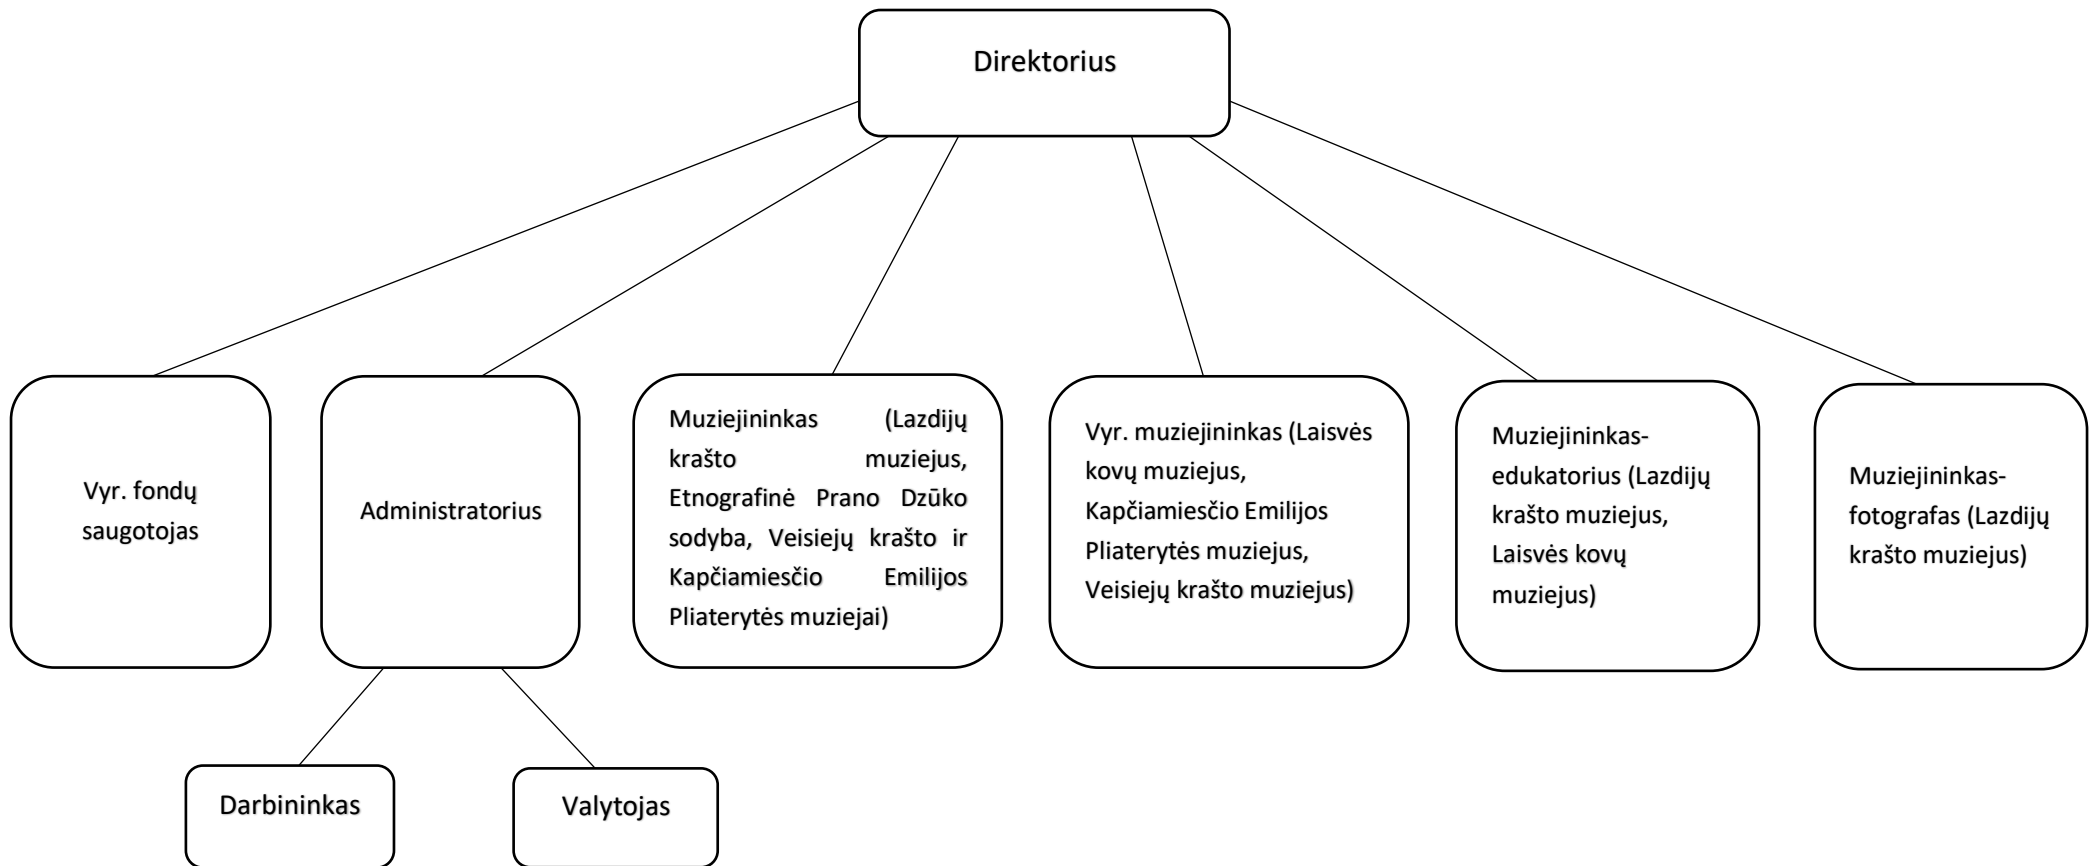 Direktorius
Vyr. fondų
saugotojas
Administratorius
Muziejininkas (Lazdijų
krašto muziejus,
Etnografinė Prano Dzūko
sodyba, Veisiejų krašto ir
Kapčiamiesčio Emilijos
Pliaterytės muziejai)
Vyr. muziejininkas (Laisvės
kovų muziejus,
Kapčiamiesčio Emilijos
Pliaterytės muziejus,
Veisiejų krašto muziejus)
Muziejininkas-
edukatorius (Lazdijų
krašto muziejus,
Laisvės kovų
muziejus)
Muziejininkas-
fotografas (Lazdijų
krašto muziejus)
Darbininkas
Valytojas